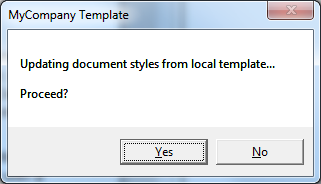 MyCompany Template
Updating document styles from local template...
Proceed?
Yes
No